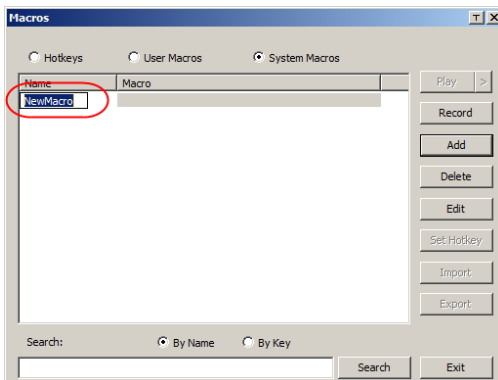 Macros
Hotkeys User Macros System Macros
Name Macro Play >
NewMacro
Record
Add
Delete
Edit
Set Hotkey
Import
Export
Search: By Name By Key
Search Exit